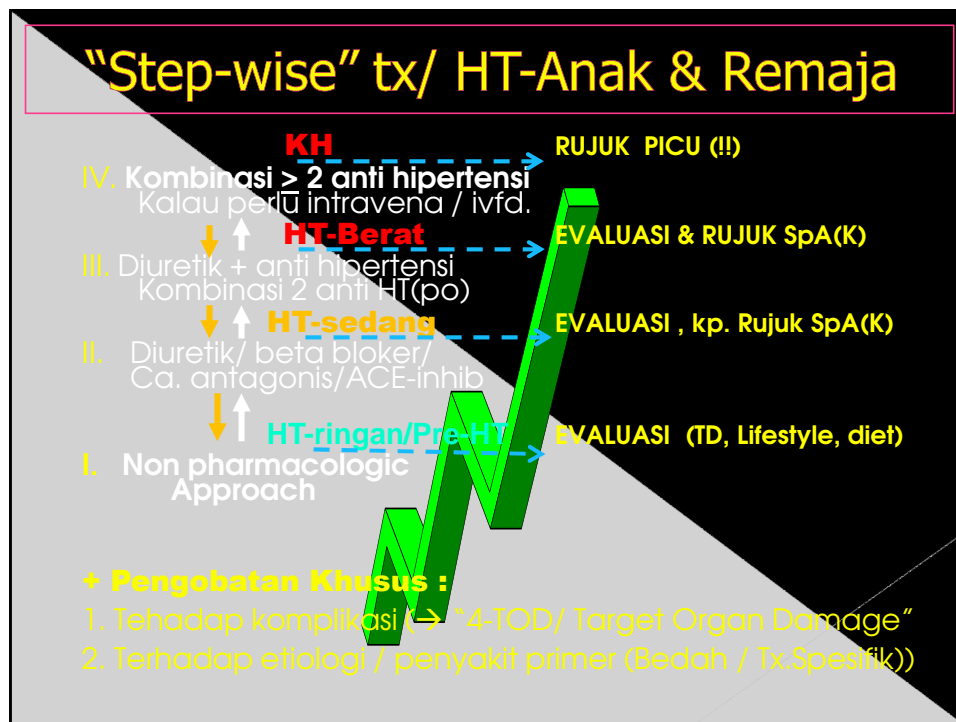 “Step-wise” tx/ HT-Anak & Remaja
KH RUJUK PICU (!!)
IV. Kombinasi > 2 anti hipertensi
Kalau perlu intravena / ivfd.
HT-Berat EVALUASI & RUJUK SpA(K)
III. Diuretik + anti hipertensi
Kombinasi 2 anti HT(po)
HT-sedang EVALUASI , kp. Rujuk SpA(K)
II. Diuretik/ beta bloker/
Ca. antagonis/ACE-inhib
HT-ringan/Pre-HT EVALUASI (TD, Lifestyle, diet)
I. Non pharmacologic
Approach
+ Pengobatan Khusus :
1. Tehadap komplikasi (→ “4-TOD/ Target Organ Damage”
2. Terhadap etiologi / penyakit primer (Bedah / Tx.Spesifik))